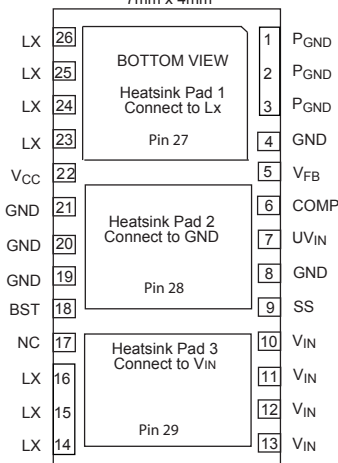 7mm x 4mm
LX 26
LX 25
LX 24
LX 23
VCC 22
GND 21
GND 20
GND 19
BST 18
NC 17
LX 16
LX 15
LX 14
BOTTOM VIEW
Heatsink Pad 1
Connect to Lx
Pin 27
Heatsink Pad 2
Connect to GND
Pin 28
Heatsink Pad 3
Connect to VIN
Pin 29
1 PGND
2 PGND
3 PGND
4 GND
5 VFB
6 COMP
7 UVIN
8 GND
9 SS
10 VIN
11 VIN
12 VIN
13 VIN